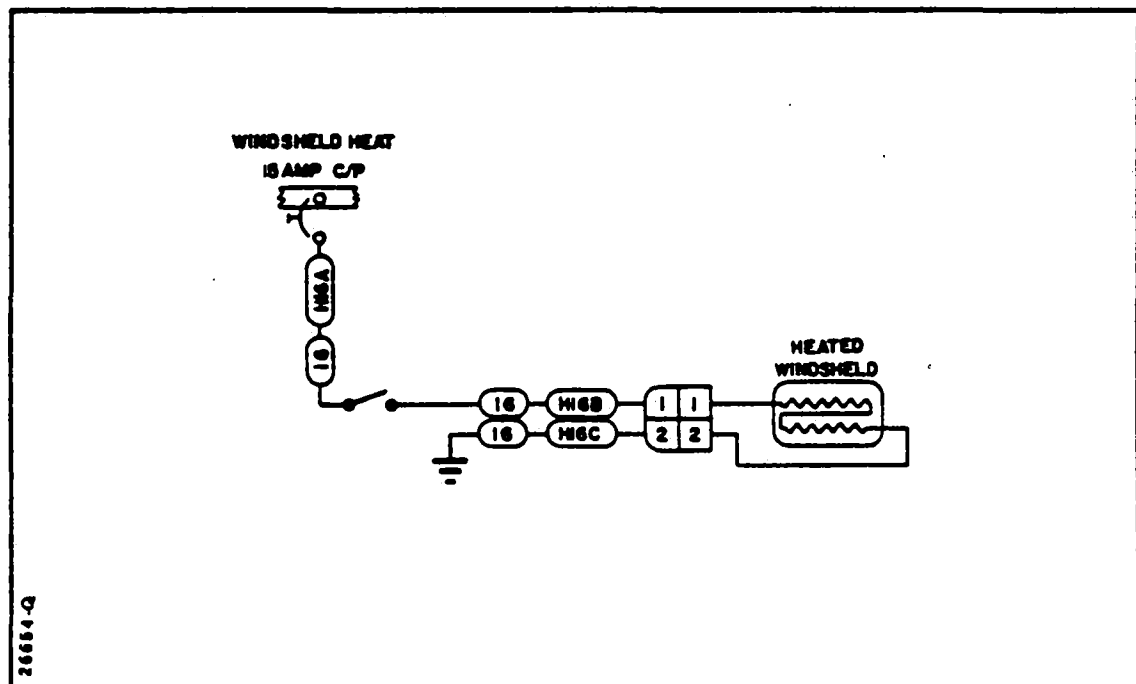 WINDSHIELD HEAT
15 AMP C/P
H16A
16
HEATED
WINDSHIELD
16 H16B 1 1
16 H16C 2 2
26654-Q